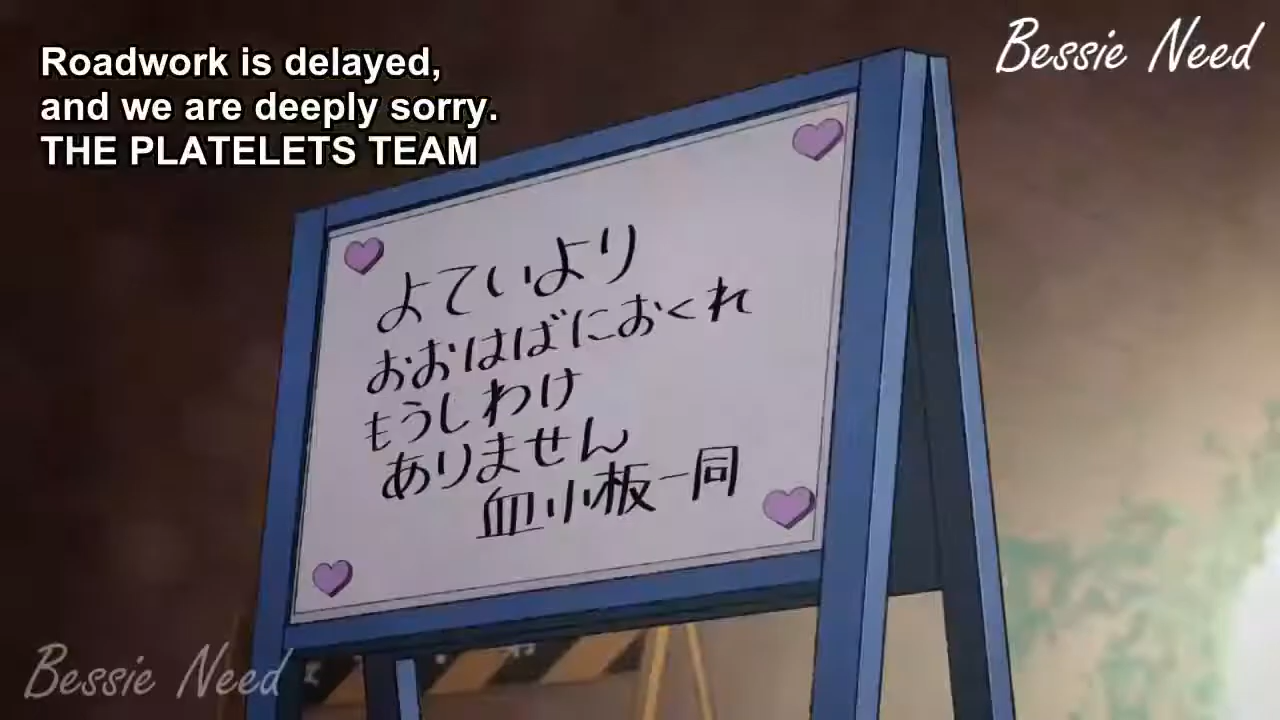 Roadwork is delayed,
and we are deeply sorry.
THE PLATELETS TEAM
Bessie Need
よていより
おおはばにおくれ
もうしわけ
ありません
血小板一同
Bessie Need